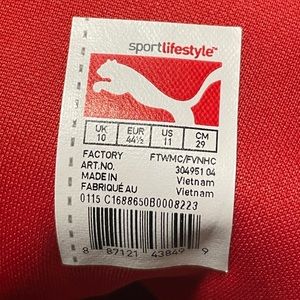 sportlifestyle™
UK EUR US CM
10 44½ 11 29
FACTORY FTWMC/FVNHC
ART.NO. 304951 04
MADE IN Vietnam
FABRIQUÉ AU Vietnam
0115 C1688650B0008223
8 87121 43849 9